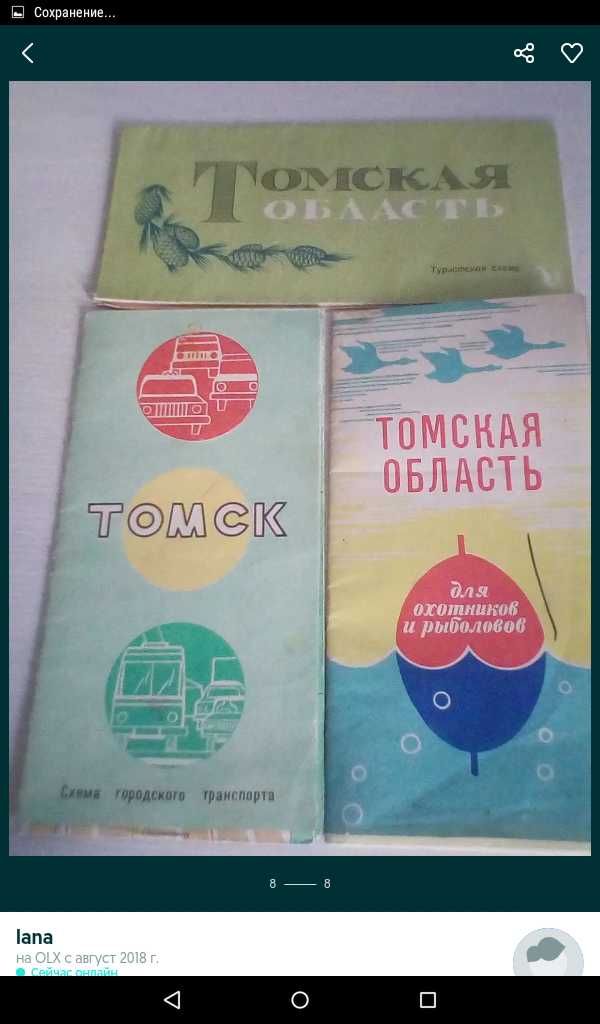 Сохранение...
ТОМСКАЯ
ОБЛАСТЬ
Туристская схема
ТОМСК
Схема городского транспорта
ТОМСКАЯ
ОБЛАСТЬ
для
охотников
и рыболовов
8 8
lana
на OLX с август 2018 г.
Сейчас онлайн